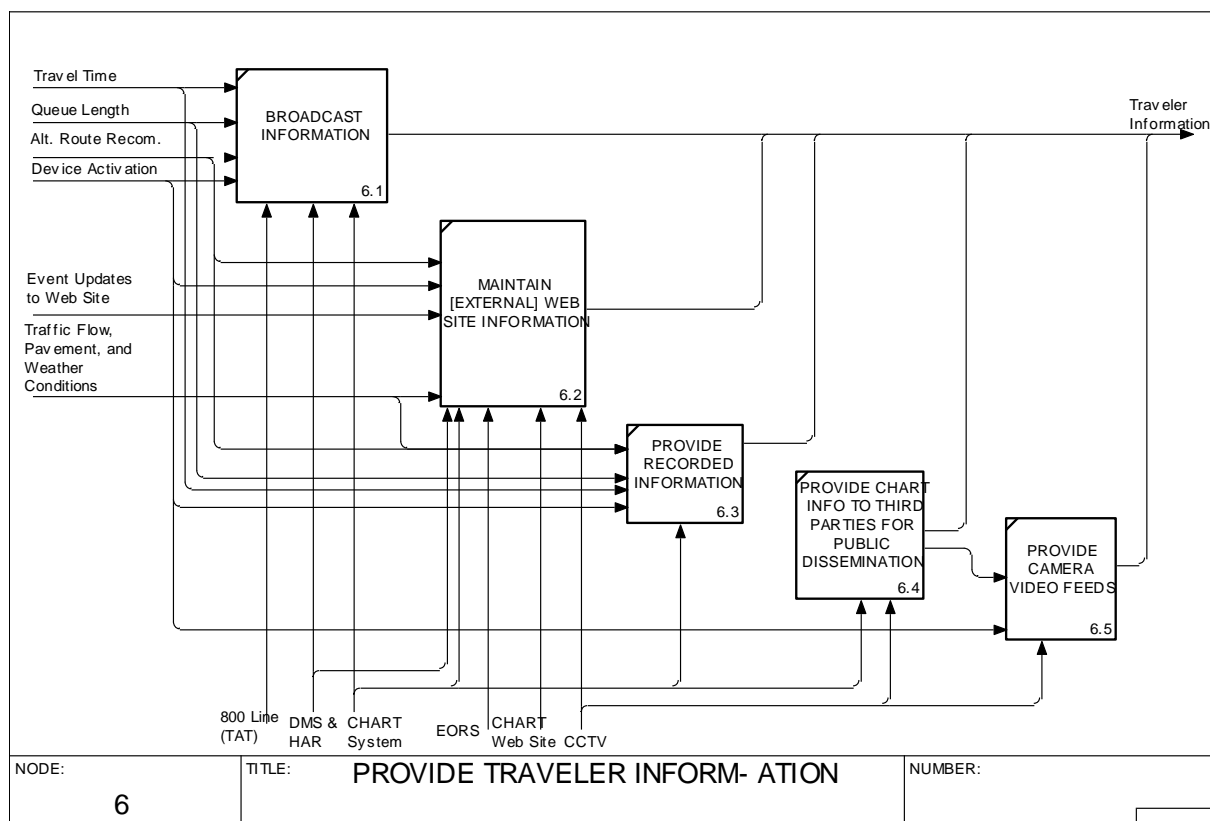 Travel Time
Queue Length
Alt. Route Recom.
Device Activation
BROADCAST
INFORMATION
6.1
Traveler
Information
Event Updates
to Web Site
Traffic Flow,
Pavement, and
Weather
Conditions
MAINTAIN
[EXTERNAL] WEB
SITE INFORMATION
6.2
PROVIDE
RECORDED
INFORMATION
6.3
PROVIDE CHART
INFO TO THIRD
PARTIES FOR
PUBLIC
DISSEMINATION
6.4
PROVIDE
CAMERA
VIDEO FEEDS
6.5
800 Line
(TAT)
DMS &
HAR
CHART
System
EORS
CHART
Web Site
CCTV
NODE:
6
TITLE:
PROVIDE TRAVELER INFORM- ATION
NUMBER: